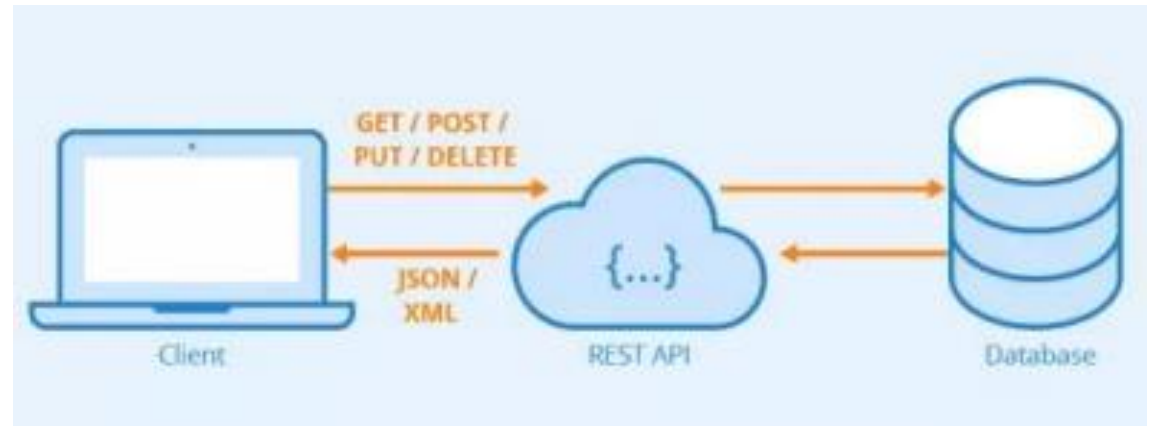 GET / POST /
PUT / DELETE
{...}
JSON /
XML
Client
REST API
Database